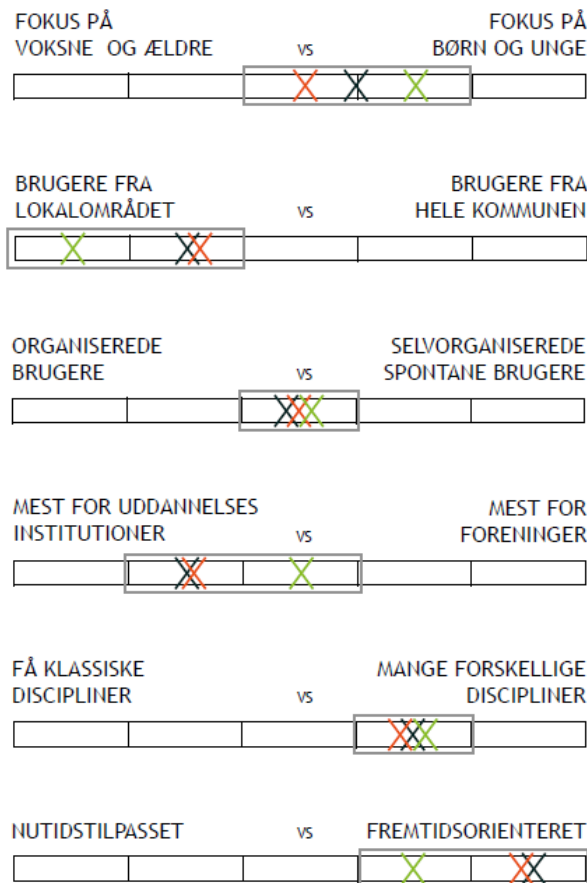 FOKUS PÅ FOKUS PÅ
VOKSNE OG ÆLDRE VS BØRN OG UNGE
BRUGERE FRA BRUGERE FRA
LOKALOMRÅDET VS HELE KOMMUNEN
ORGANISEREDE SELVORGANISEREDE
BRUGERE VS SPONTANE BRUGERE
MEST FOR UDDANNELSES MEST FOR
INSTITUTIONER VS FORENINGER
FÅ KLASSISKE MANGE FORSKELLIGE
DISCIPLINER VS DISCIPLINER
NUTIDSTILPASSET VS FREMTIDSORIENTERET